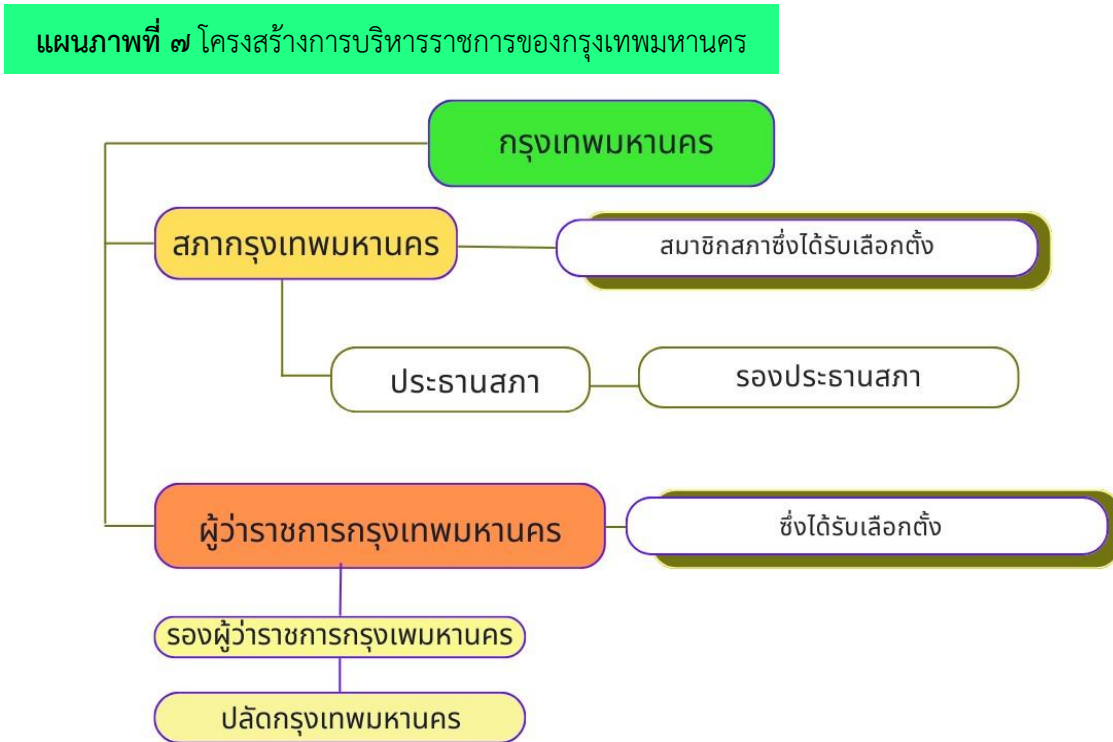 แผนภาพที่ ๗ โครงสร้างการบริหารราชการของกรุงเทพมหานคร
กรุงเทพมหานคร
สภากรุงเทพมหานคร
สมาชิกสภาซึ่งได้รับเลือกตั้ง
ประธานสภา
รองประธานสภา
ผู้ว่าราชการกรุงเทพมหานคร
ซึ่งได้รับเลือกตั้ง
รองผู้ว่าราชการกรุงเพมหานคร
ปลัดกรุงเทพมหานคร